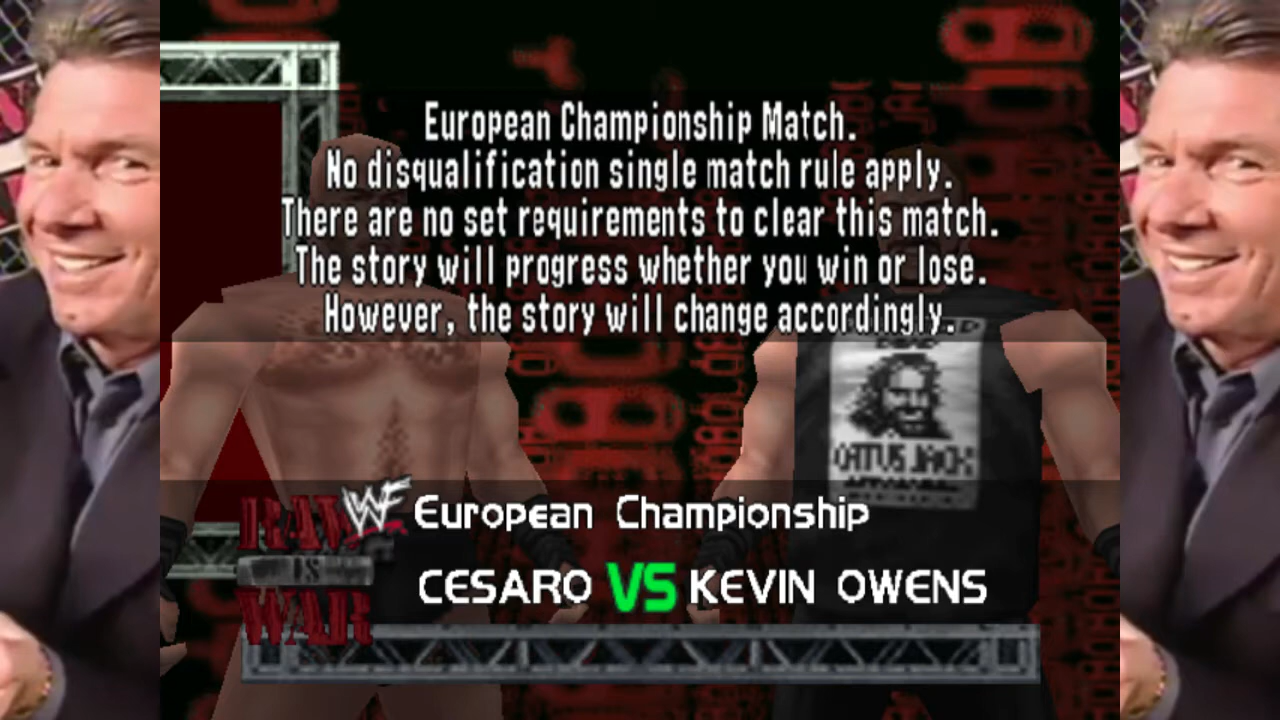 European Championship Match.
No disqualification single match rule apply.
There are no set requirements to clear this match.
The story will progress whether you win or lose.
However, the story will change accordingly.
DEAD
CACTUS JACK
RAW
IS
WAR
WF
European Championship
CESARO VS KEVIN OWENS